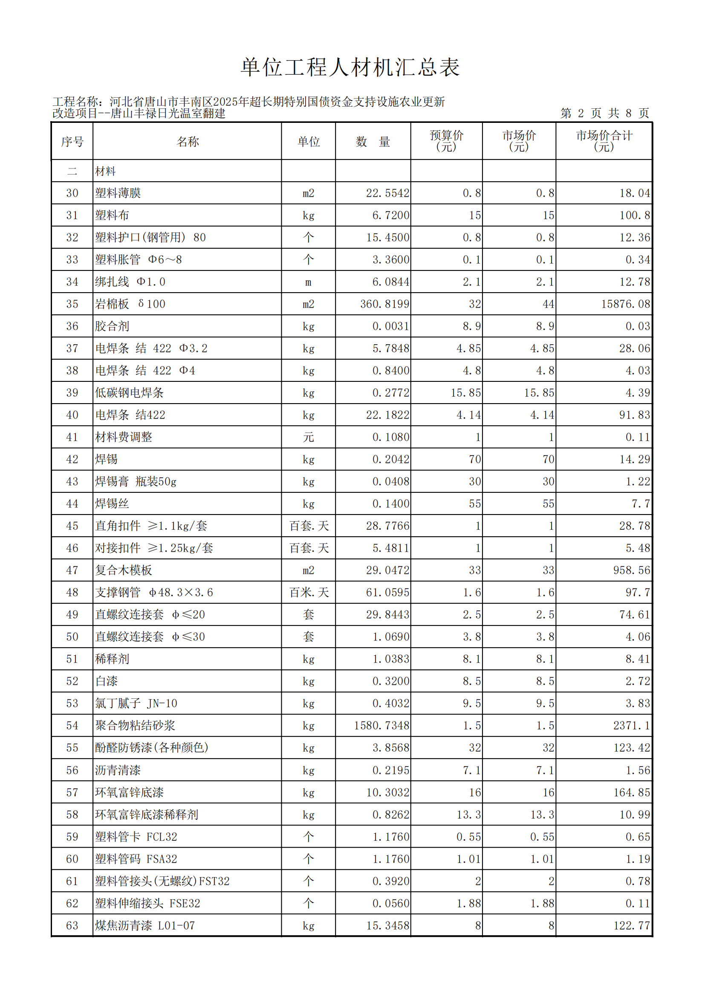 单位工程人材机汇总表
工程名称：河北省唐山市丰南区2025年超长期特别国债资金支持设施农业更新
改造项目--唐山丰禄日光温室翻建 第 2 页 共 8 页
序号 名称 单位 数 量 预算价(元) 市场价(元) 市场价合计(元)
二 材料
30 塑料薄膜 m2 22.5542 0.8 0.8 18.04
31 塑料布 kg 6.7200 15 15 100.8
32 塑料护口(钢管用) 80 个 15.4500 0.8 0.8 12.36
33 塑料胀管 Φ6～8 个 3.3600 0.1 0.1 0.34
34 绑扎线 Φ1.0 m 6.0844 2.1 2.1 12.78
35 岩棉板 δ100 m2 360.8199 32 44 15876.08
36 胶合剂 kg 0.0031 8.9 8.9 0.03
37 电焊条 结 422 Φ3.2 kg 5.7848 4.85 4.85 28.06
38 电焊条 结 422 Φ4 kg 0.8400 4.8 4.8 4.03
39 低碳钢电焊条 kg 0.2772 15.85 15.85 4.39
40 电焊条 结422 kg 22.1822 4.14 4.14 91.83
41 材料费调整 元 0.1080 1 1 0.11
42 焊锡 kg 0.2042 70 70 14.29
43 焊锡膏 瓶装50g kg 0.0408 30 30 1.22
44 焊锡丝 kg 0.1400 55 55 7.7
45 直角扣件 ≥1.1kg/套 百套.天 28.7766 1 1 28.78
46 对接扣件 ≥1.25kg/套 百套.天 5.4811 1 1 5.48
47 复合木模板 m2 29.0472 33 33 958.56
48 支撑钢管 φ48.3×3.6 百米.天 61.0595 1.6 1.6 97.7
49 直螺纹连接套 φ≤20 套 29.8443 2.5 2.5 74.61
50 直螺纹连接套 φ≤30 套 1.0690 3.8 3.8 4.06
51 稀释剂 kg 1.0383 8.1 8.1 8.41
52 白漆 kg 0.3200 8.5 8.5 2.72
53 氯丁腻子 JN-10 kg 0.4032 9.5 9.5 3.83
54 聚合物粘结砂浆 kg 1580.7348 1.5 1.5 2371.1
55 酚醛防锈漆(各种颜色) kg 3.8568 32 32 123.42
56 沥青清漆 kg 0.2195 7.1 7.1 1.56
57 环氧富锌底漆 kg 10.3032 16 16 164.85
58 环氧富锌底漆稀释剂 kg 0.8262 13.3 13.3 10.99
59 塑料管卡 FCL32 个 1.1760 0.55 0.55 0.65
60 塑料管码 FSA32 个 1.1760 1.01 1.01 1.19
61 塑料管接头(无螺纹)FST32 个 0.3920 2 2 0.78
62 塑料伸缩接头 FSE32 个 0.0560 1.88 1.88 0.11
63 煤焦沥青漆 L01-07 kg 15.3458 8 8 122.77